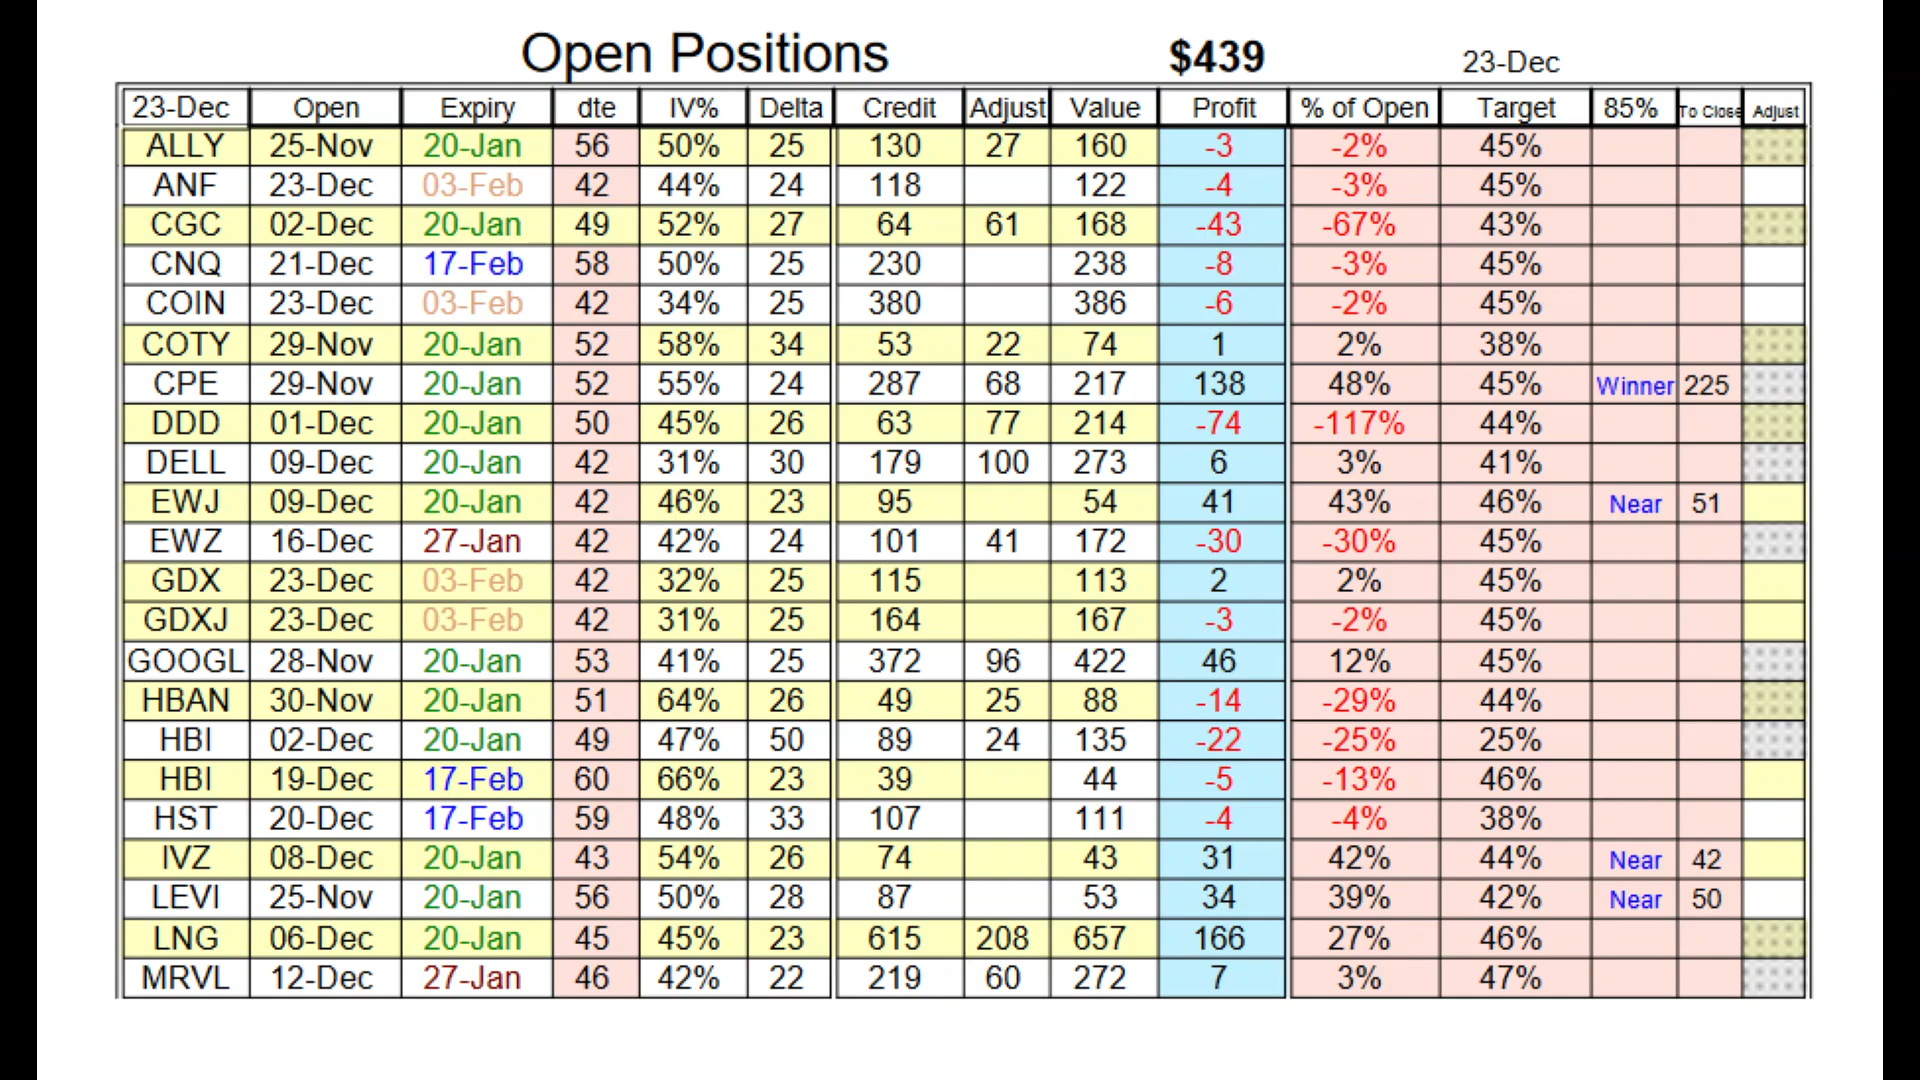 Open Positions $439 23-Dec
23-Dec Open Expiry dte IV% Delta Credit Adjust Value Profit % of Open Target 85% To Close Adjust
ALLY 25-Nov 20-Jan 56 50% 25 130 27 160 -3 -2% 45%
ANF 23-Dec 03-Feb 42 44% 24 118 122 -4 -3% 45%
CGC 02-Dec 20-Jan 49 52% 27 64 61 168 -43 -67% 43%
CNQ 21-Dec 17-Feb 58 50% 25 230 238 -8 -3% 45%
COIN 23-Dec 03-Feb 42 34% 25 380 386 -6 -2% 45%
COTY 29-Nov 20-Jan 52 58% 34 53 22 74 1 2% 38%
CPE 29-Nov 20-Jan 52 55% 24 287 68 217 138 48% 45% Winner 225
DDD 01-Dec 20-Jan 50 45% 26 63 77 214 -74 -117% 44%
DELL 09-Dec 20-Jan 42 31% 30 179 100 273 6 3% 41%
EWJ 09-Dec 20-Jan 42 46% 23 95 54 41 43% 46% Near 51
EWZ 16-Dec 27-Jan 42 42% 24 101 41 172 -30 -30% 45%
GDX 23-Dec 03-Feb 42 32% 25 115 113 2 2% 45%
GDXJ 23-Dec 03-Feb 42 31% 25 164 167 -3 -2% 45%
GOOGL 28-Nov 20-Jan 53 41% 25 372 96 422 46 12% 45%
HBAN 30-Nov 20-Jan 51 64% 26 49 25 88 -14 -29% 44%
HBI 02-Dec 20-Jan 49 47% 50 89 24 135 -22 -25% 25%
HBI 19-Dec 17-Feb 60 66% 23 39 44 -5 -13% 46%
HST 20-Dec 17-Feb 59 48% 33 107 111 -4 -4% 38%
IVZ 08-Dec 20-Jan 43 54% 26 74 43 31 42% 44% Near 42
LEVI 25-Nov 20-Jan 56 50% 28 87 53 34 39% 42% Near 50
LNG 06-Dec 20-Jan 45 45% 23 615 208 657 166 27% 46%
MRVL 12-Dec 27-Jan 46 42% 22 219 60 272 7 3% 47%